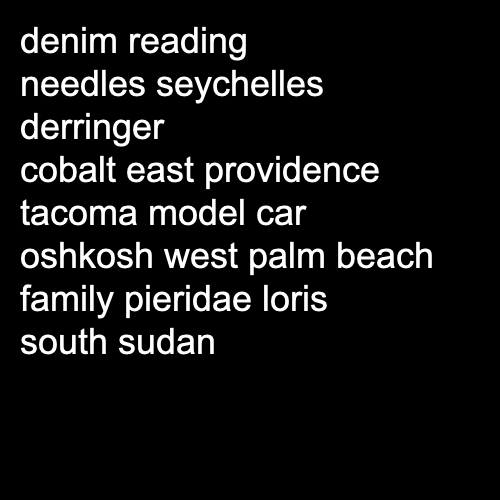 denim reading
needles seychelles
derringer
cobalt east providence
tacoma model car
oshkosh west palm beach
family pieridae loris
south sudan